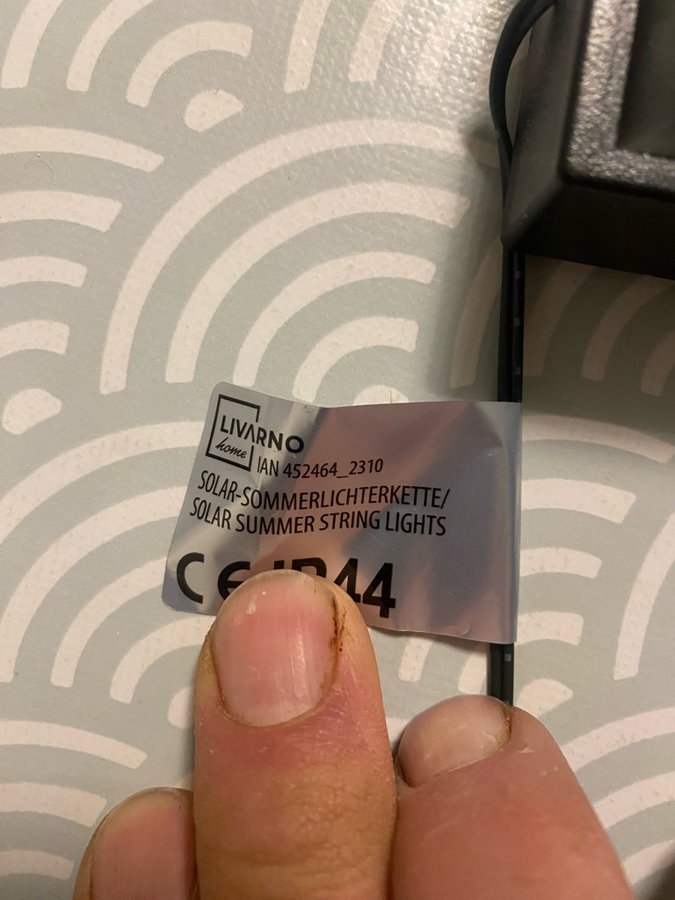 LIVARNO
home
IAN 452464_2310
SOLAR-SOMMERLICHTERKETTE/
SOLAR SUMMER STRING LIGHTS
CE IP44